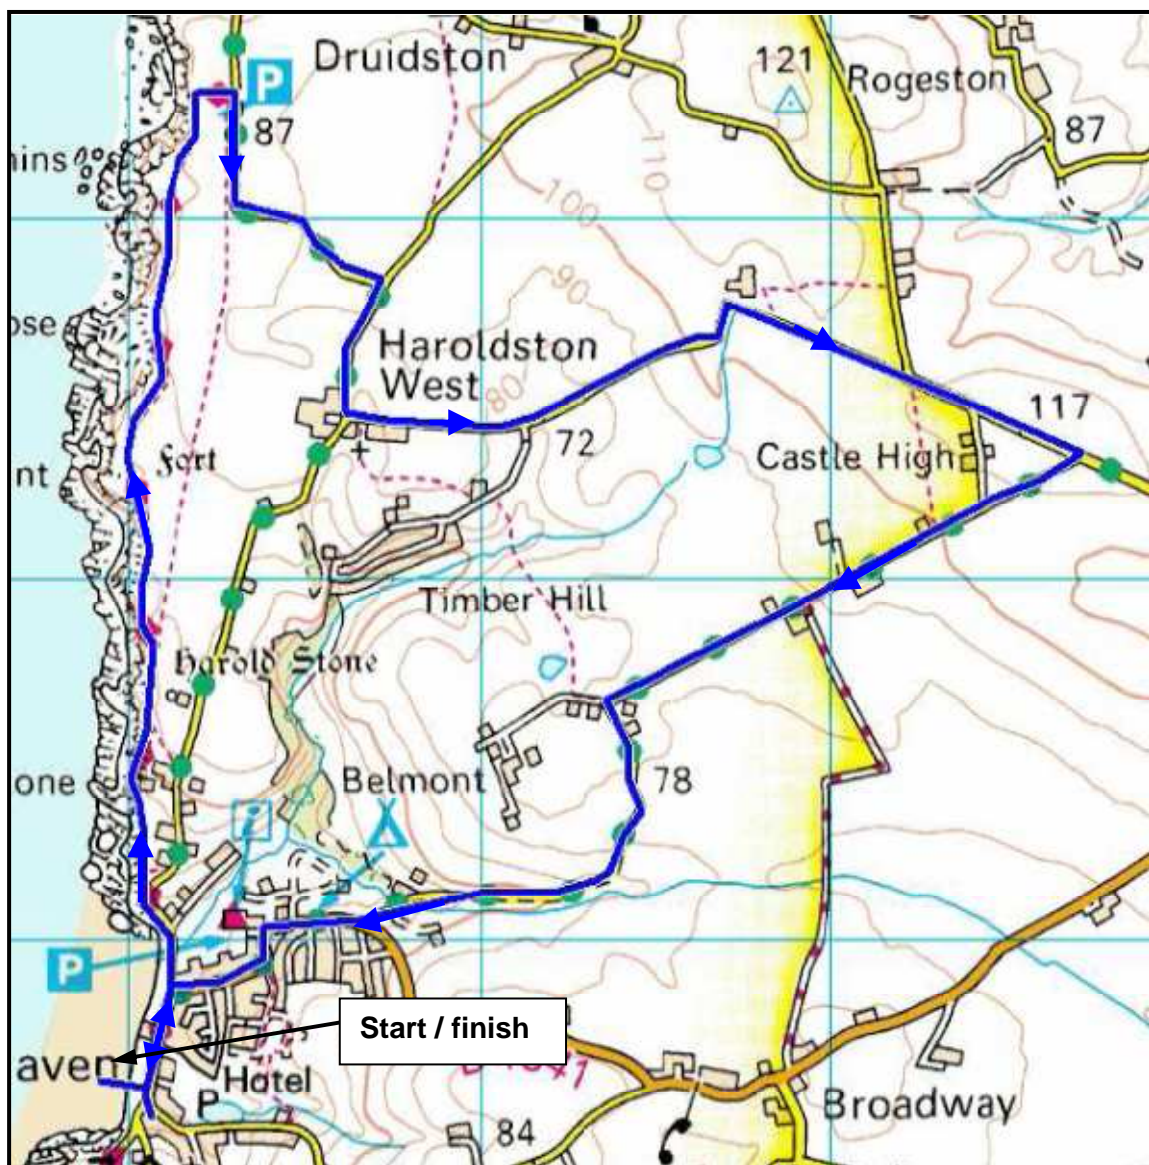 Druidston
P
121
Rogeston
87
87
nins
110
100
90
ose
Haroldston
West
80
117
72
Castle High
Fort
nt
Timber Hill
Harold Stone
one
Belmont
78
i
P
Start / finish
aven
Hotel
P
Broadway
84